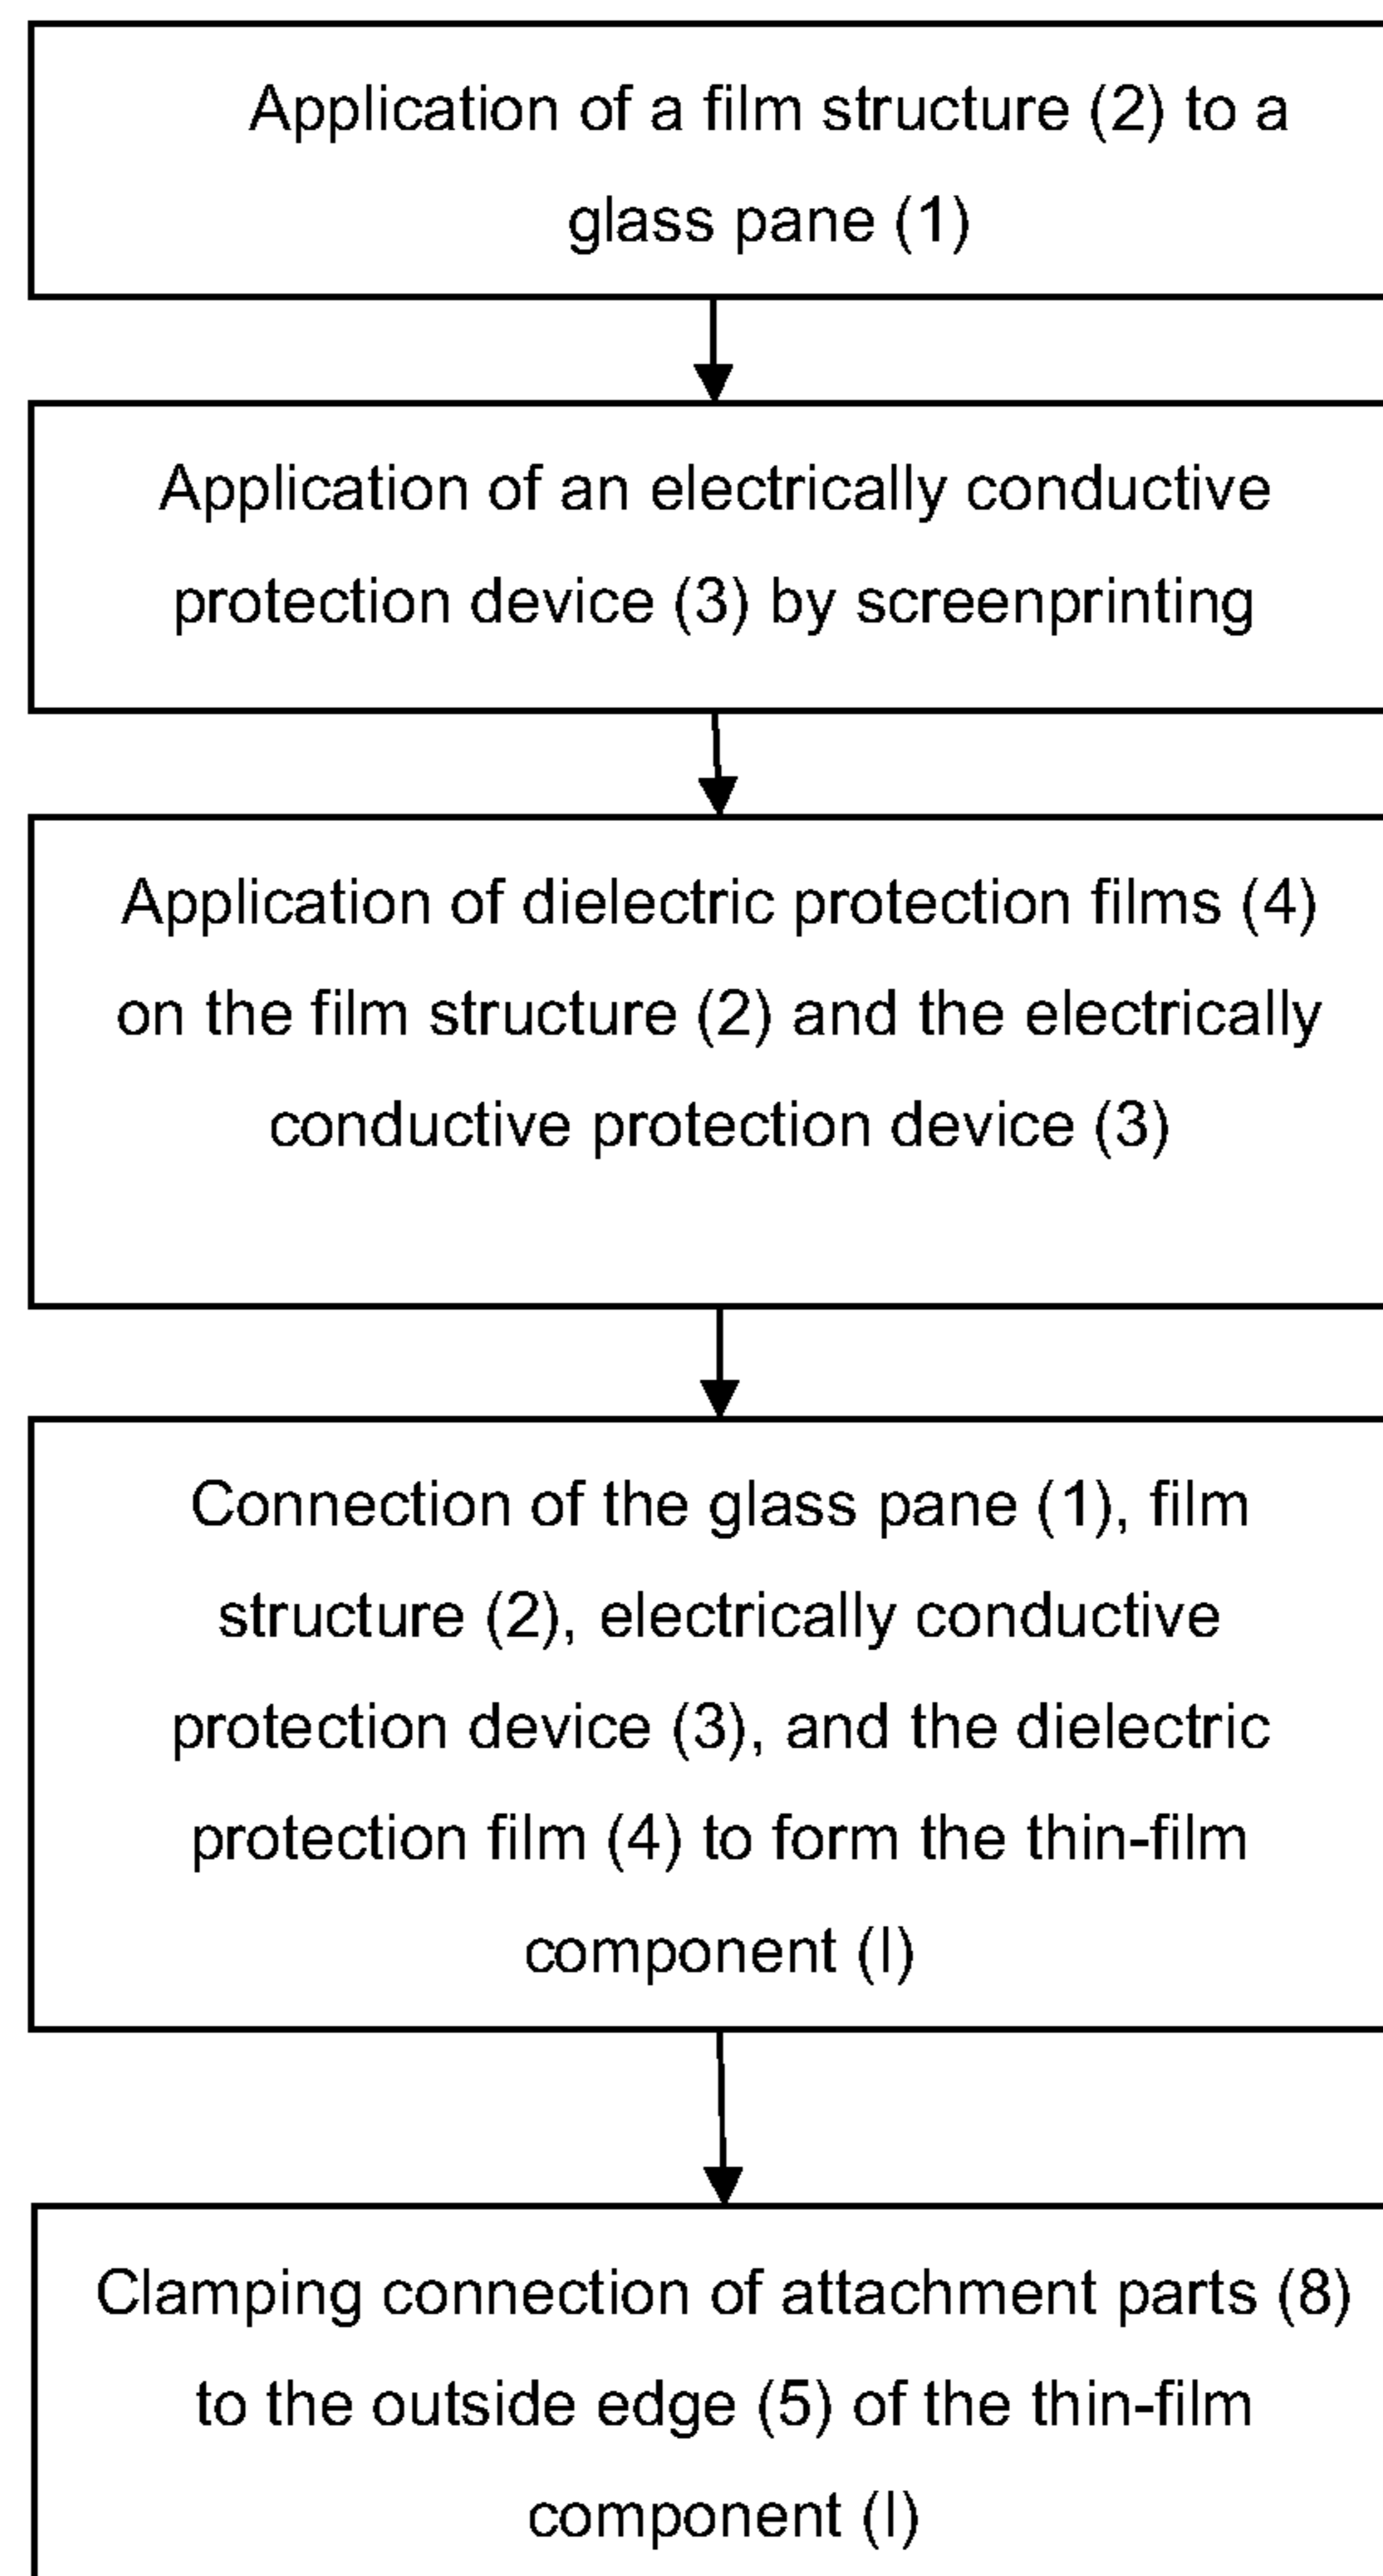 Application of a film structure (2) to a
glass pane (1)
Application of an electrically conductive
protection device (3) by screenprinting
Application of dielectric protection films (4)
on the film structure (2) and the electrically
conductive protection device (3)
Connection of the glass pane (1), film
structure (2), electrically conductive
protection device (3), and the dielectric
protection film (4) to form the thin-film
component (I)
Clamping connection of attachment parts (8)
to the outside edge (5) of the thin-film
component (I)